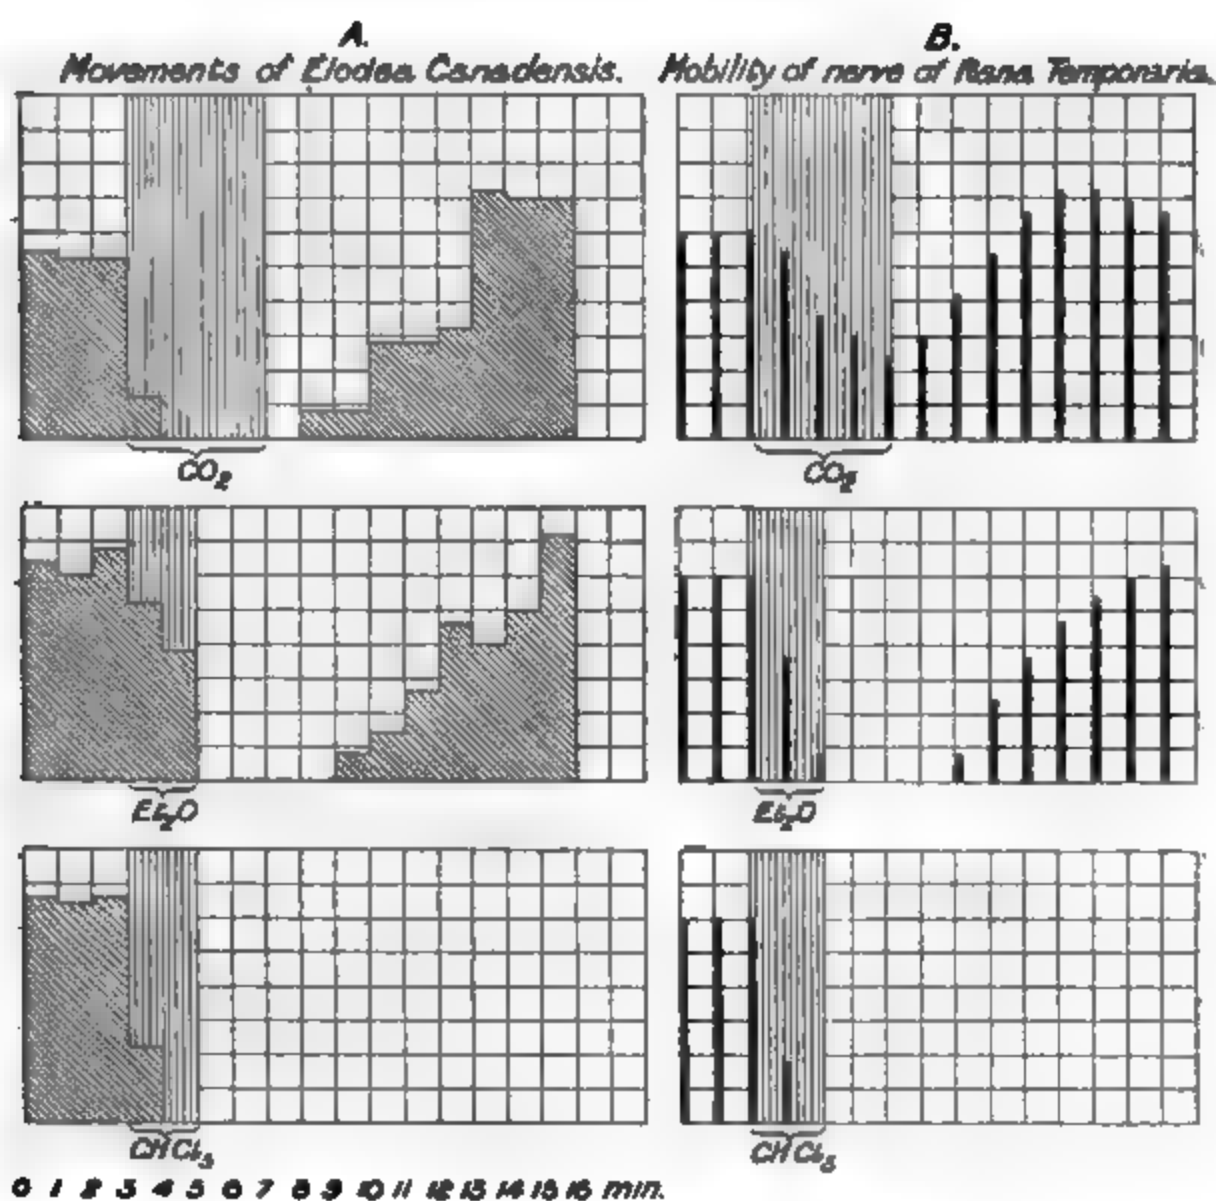 A.
Movements of Elodea Canadensis.
B.
Mobility of nerve of Rana Temporaria.
CO₂
CO₂
Et₂O
Et₂O
CHCl₃
CHCl₃
0 1 2 3 4 5 6 7 8 9 10 11 12 13 14 15 16 min.